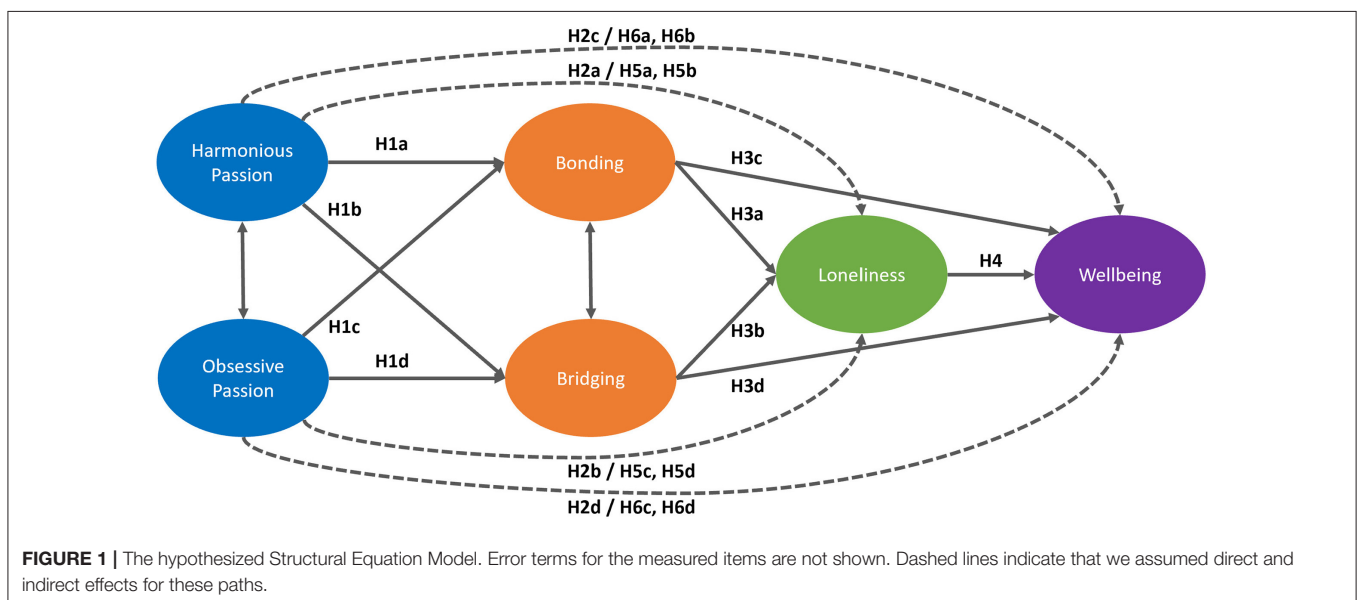 H2c / H6a, H6b
H2a / H5a, H5b
Harmonious
Passion
H1a
Bonding
H3c
H1b
H3a
Loneliness
H4
Wellbeing
H1c
H3b
Obsessive
Passion
H1d
Bridging
H3d
H2b / H5c, H5d
H2d / H6c, H6d
FIGURE 1 | The hypothesized Structural Equation Model. Error terms for the measured items are not shown. Dashed lines indicate that we assumed direct and
indirect effects for these paths.